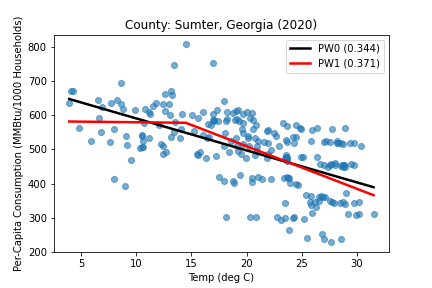 County: Sumter, Georgia (2020)
Per-Capita Consumption (MMBtu/1000 Households)
800
700
600
500
400
300
200
PW0 (0.344)
PW1 (0.371)
5 10 15 20 25 30
Temp (deg C)